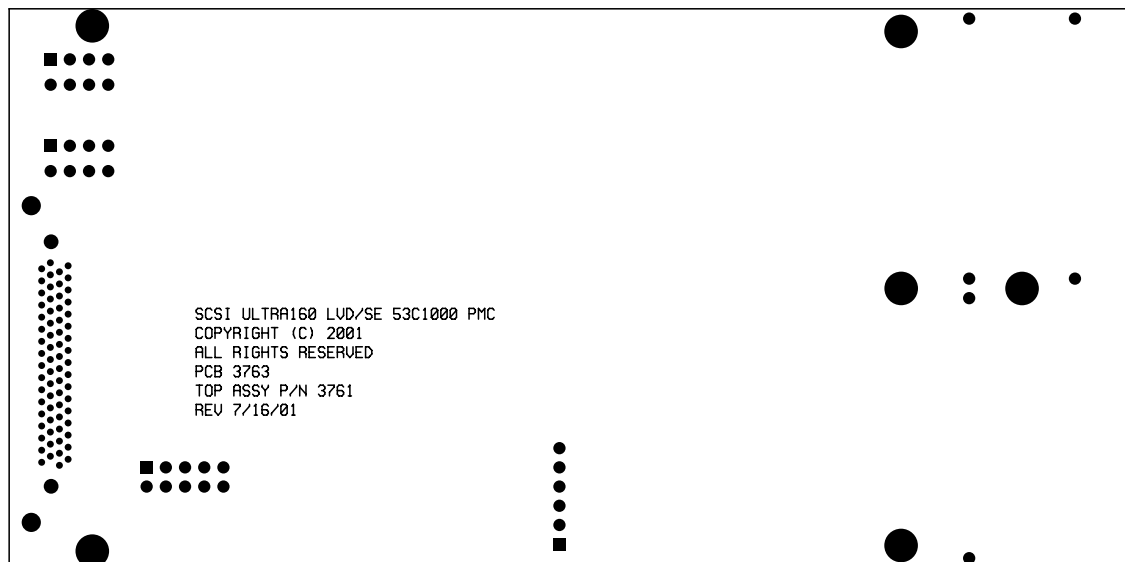 SCSI ULTRA160 LVD/SE 53C1000 PMC
COPYRIGHT (C) 2001
ALL RIGHTS RESERVED
PCB 3763
TOP ASSY P/N 3761
REV 7/16/01